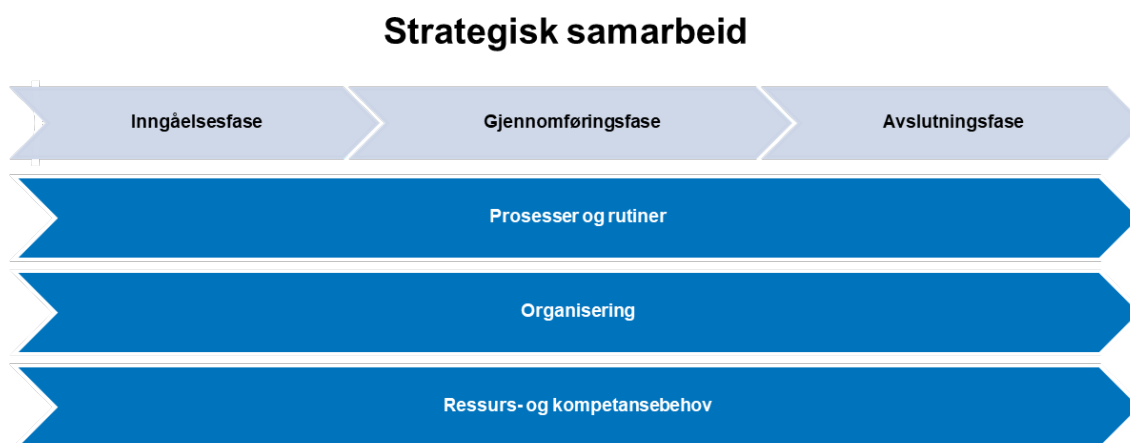 Strategisk samarbeid
Inngåelsesfase
Gjennomføringsfase
Avslutningsfase
Prosesser og rutiner
Organisering
Ressurs- og kompetansebehov